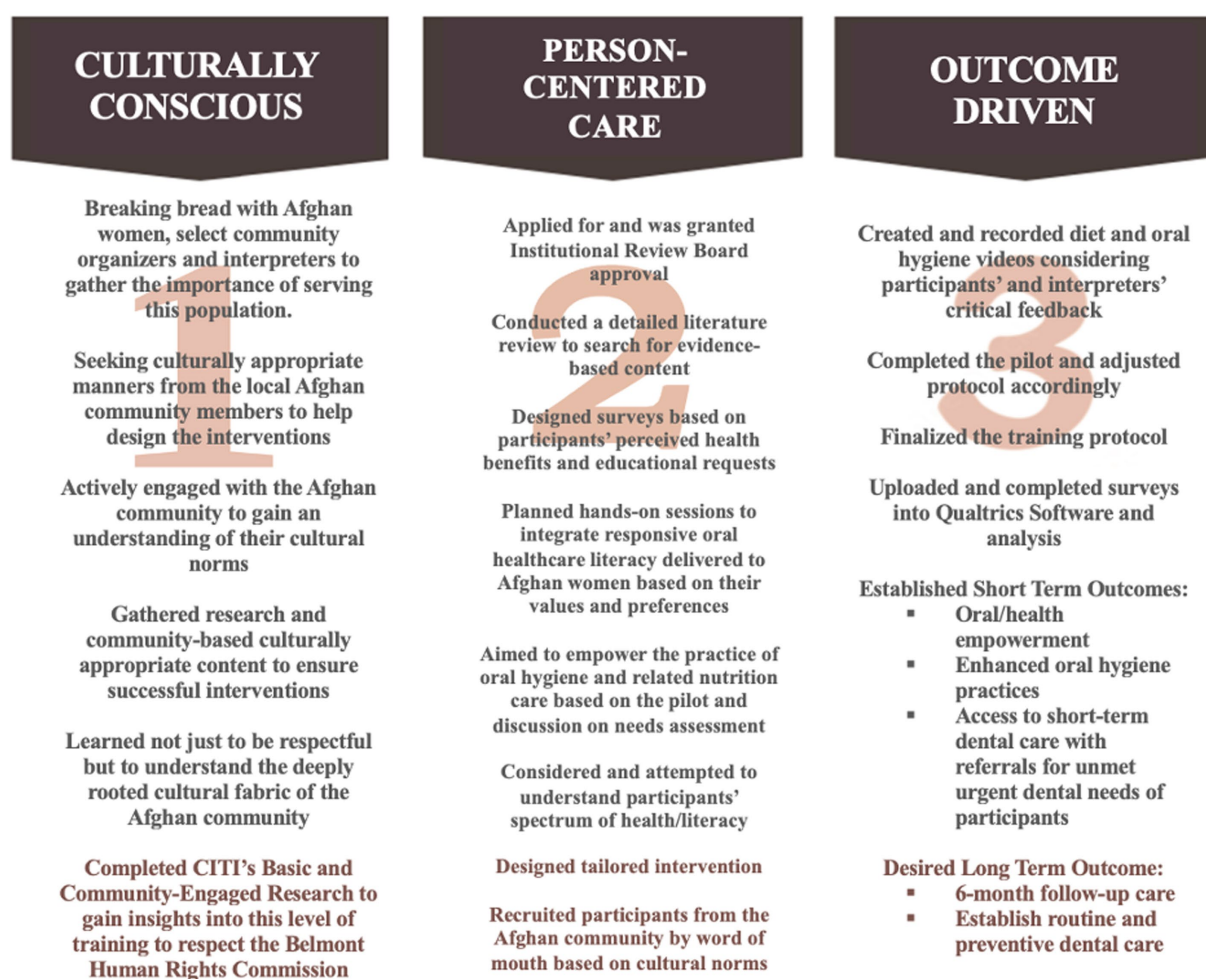 CULTURALLY
CONSCIOUS
Breaking bread with Afghan
women, select community
organizers and interpreters to
gather the importance of serving
this population.
Seeking culturally appropriate
manners from the local Afghan
community members to help
design the interventions
Actively engaged with the Afghan
community to gain an
understanding of their cultural
norms
Gathered research and
community-based culturally
appropriate content to ensure
successful interventions
Learned not just to be respectful
but to understand the deeply
rooted cultural fabric of the
Afghan community
Completed CITI's Basic and
Community-Engaged Research to
gain insights into this level of
training to respect the Belmont
Human Rights Commission
1
PERSON-
CENTERED
CARE
Applied for and was granted
Institutional Review Board
approval
Conducted a detailed literature
review to search for evidence-
based content
Designed surveys based on
participants' perceived health
benefits and educational requests
Planned hands-on sessions to
integrate responsive oral
healthcare literacy delivered to
Afghan women based on their
values and preferences
Aimed to empower the practice of
oral hygiene and related nutrition
care based on the pilot and
discussion on needs assessment
Considered and attempted to
understand participants'
spectrum of health/literacy
Designed tailored intervention
Recruited participants from the
Afghan community by word of
mouth based on cultural norms
2
OUTCOME
DRIVEN
Created and recorded diet and oral
hygiene videos considering
participants' and interpreters'
critical feedback
Completed the pilot and adjusted
protocol accordingly
Finalized the training protocol
Uploaded and completed surveys
into Qualtrics Software and
analysis
Established Short Term Outcomes:
▪ Oral/health
empowerment
▪ Enhanced oral hygiene
practices
▪ Access to short-term
dental care with
referrals for unmet
urgent dental needs of
participants
Desired Long Term Outcome:
▪ 6-month follow-up care
▪ Establish routine and
preventive dental care
3